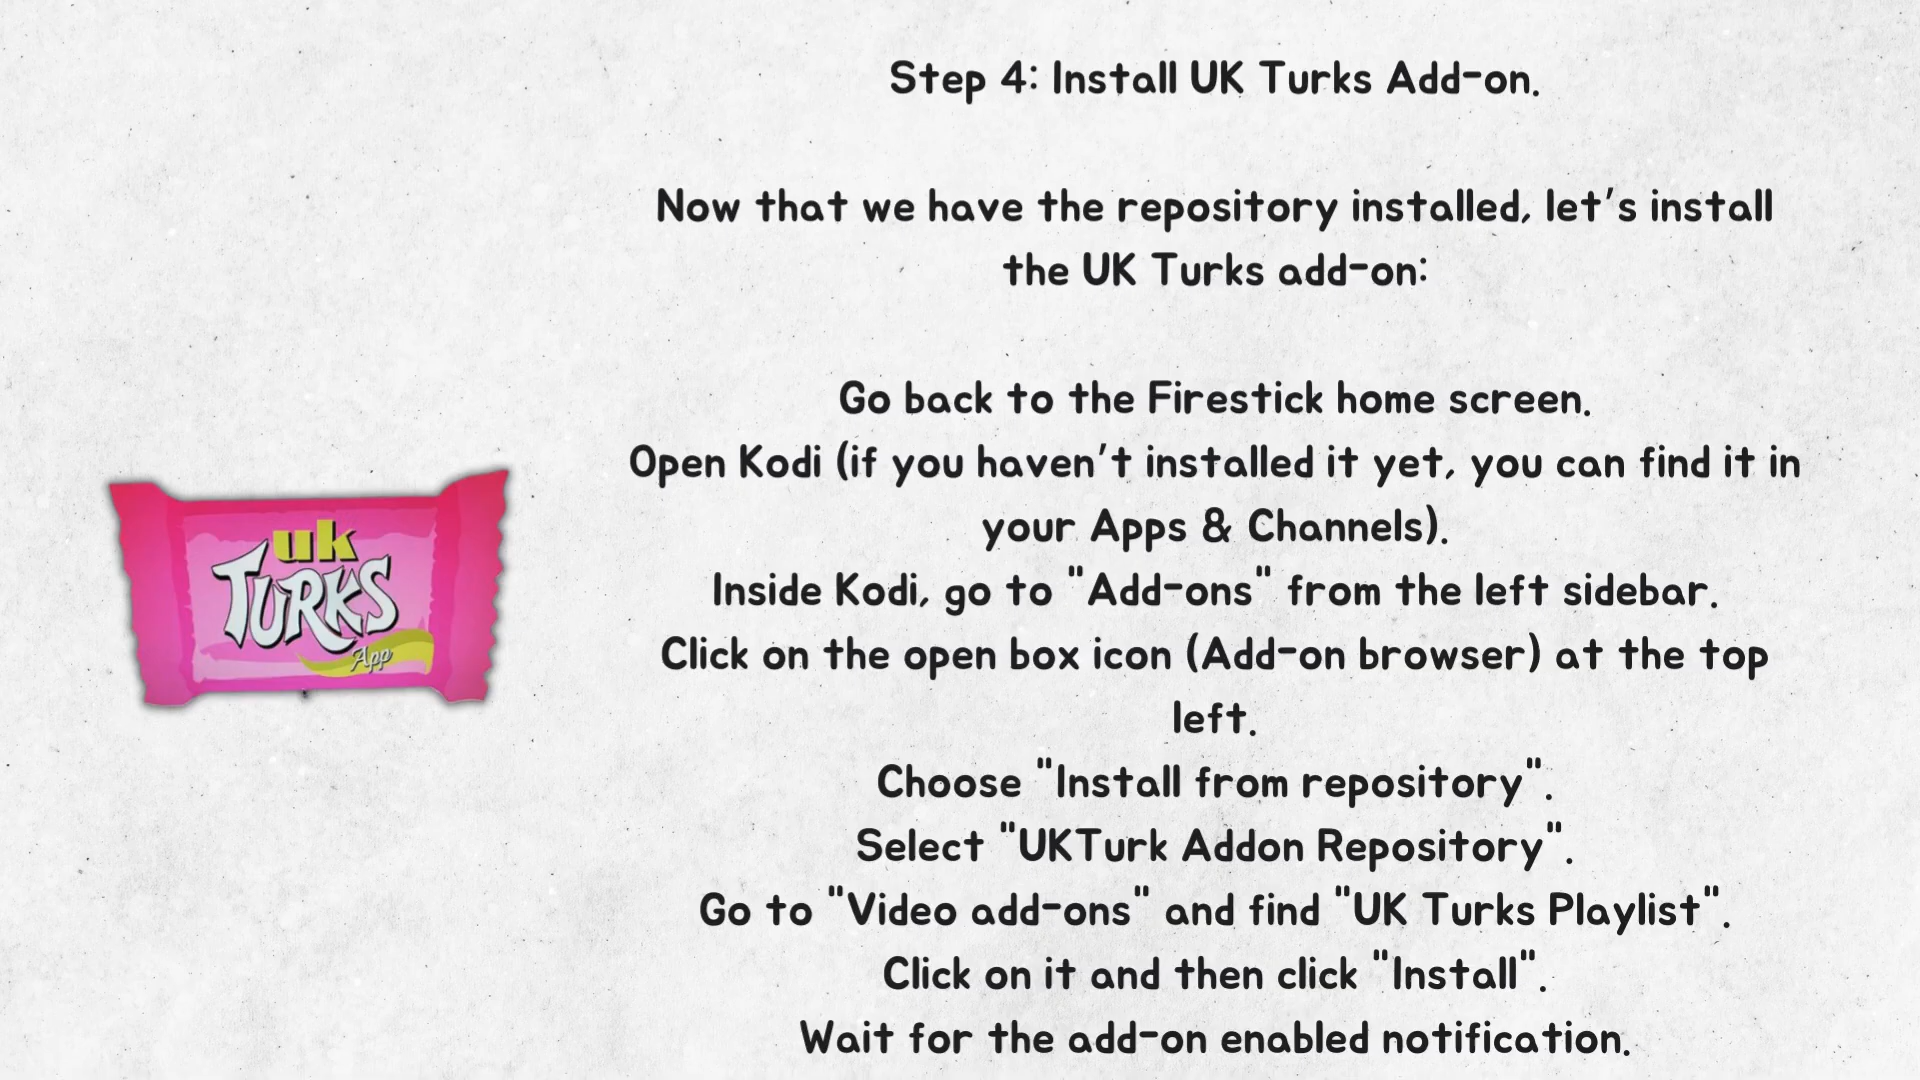 Step 4: Install UK Turks Add-on.
Now that we have the repository installed, let's install
the UK Turks add-on:
Go back to the Firestick home screen.
Open Kodi (if you haven't installed it yet, you can find it in
your Apps & Channels).
Inside Kodi, go to "Add-ons" from the left sidebar.
Click on the open box icon (Add-on browser) at the top
left.
Choose "Install from repository".
Select "UKTurk Addon Repository".
Go to "Video add-ons" and find "UK Turks Playlist".
Click on it and then click "Install".
Wait for the add-on enabled notification.
uk
TURKS
App